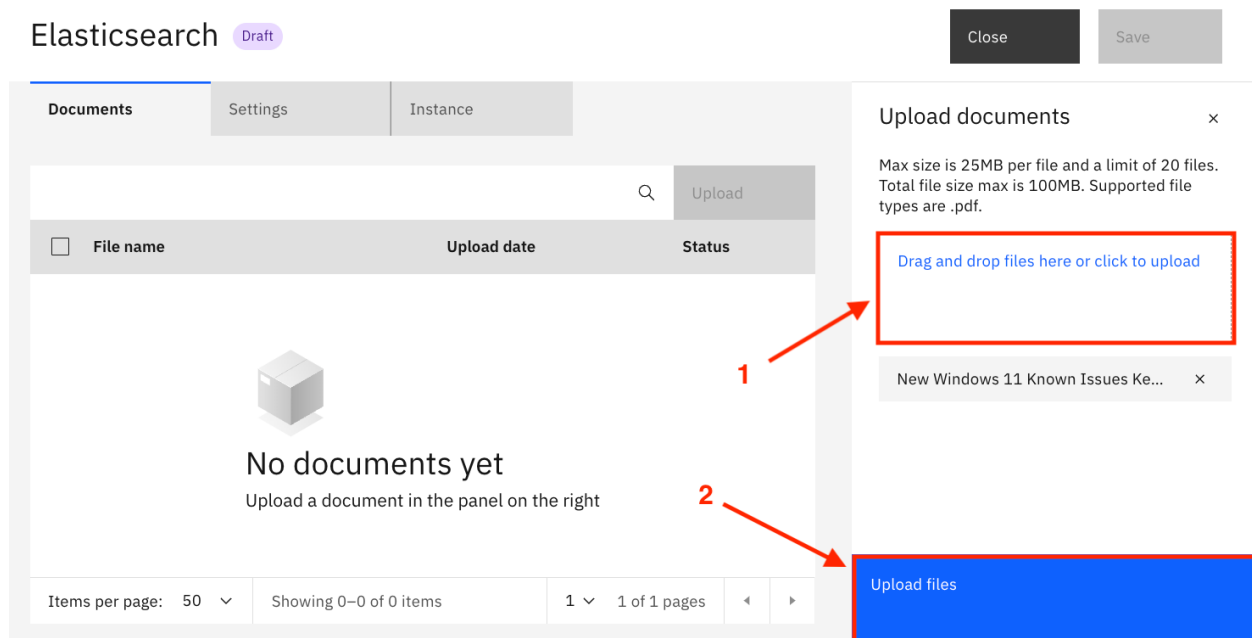 Elasticsearch
Draft
Close
Save
Documents
Settings
Instance
Upload
File name
Upload date
Status
No documents yet
Upload a document in the panel on the right
Items per page:
50
Showing 0–0 of 0 items
1
1 of 1 pages
Upload documents
Max size is 25MB per file and a limit of 20 files.
Total file size max is 100MB. Supported file
types are .pdf.
Drag and drop files here or click to upload
1
New Windows 11 Known Issues Ke...
2
Upload files